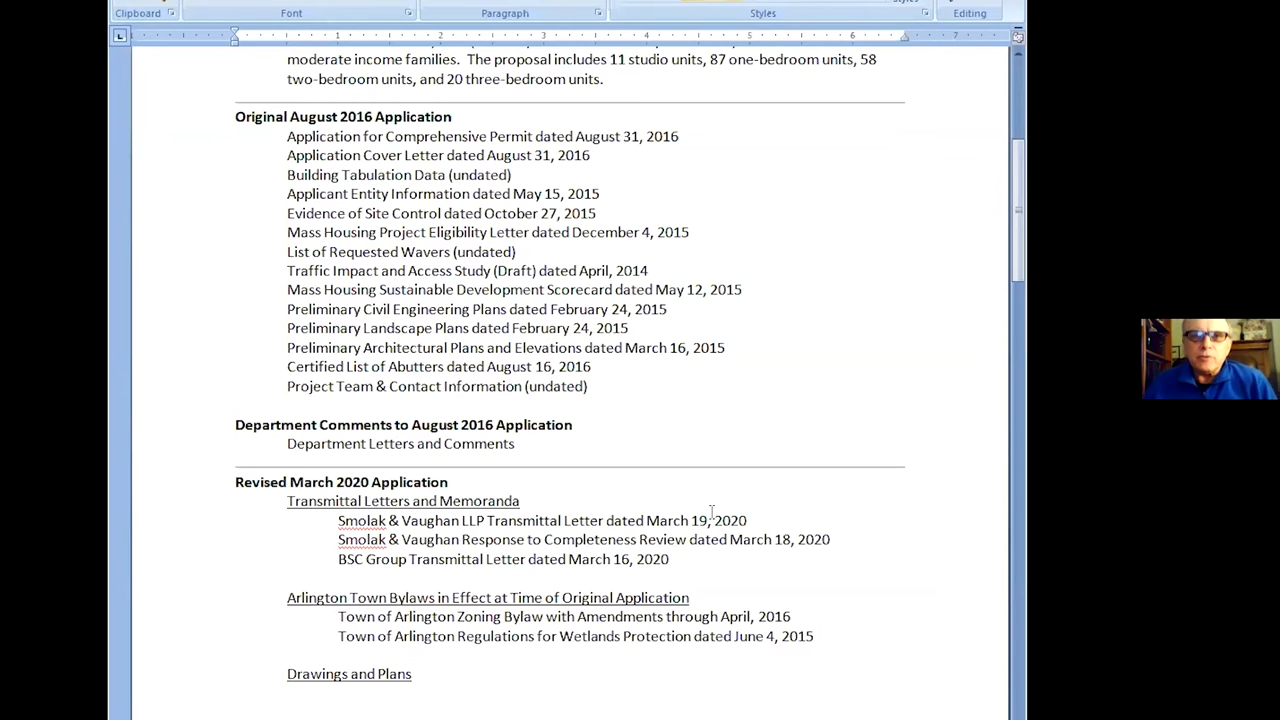 Clipboard
Font
Paragraph
Styles
Editing
1 2 3 4 5 6 7
moderate income families. The proposal includes 11 studio units, 87 one-bedroom units, 58
two-bedroom units, and 20 three-bedroom units.
Original August 2016 Application
Application for Comprehensive Permit dated August 31, 2016
Application Cover Letter dated August 31, 2016
Building Tabulation Data (undated)
Applicant Entity Information dated May 15, 2015
Evidence of Site Control dated October 27, 2015
Mass Housing Project Eligibility Letter dated December 4, 2015
List of Requested Wavers (undated)
Traffic Impact and Access Study (Draft) dated April, 2014
Mass Housing Sustainable Development Scorecard dated May 12, 2015
Preliminary Civil Engineering Plans dated February 24, 2015
Preliminary Landscape Plans dated February 24, 2015
Preliminary Architectural Plans and Elevations dated March 16, 2015
Certified List of Abutters dated August 16, 2016
Project Team & Contact Information (undated)
Department Comments to August 2016 Application
Department Letters and Comments
Revised March 2020 Application
Transmittal Letters and Memoranda
Smolak & Vaughan LLP Transmittal Letter dated March 19, 2020
Smolak & Vaughan Response to Completeness Review dated March 18, 2020
BSC Group Transmittal Letter dated March 16, 2020
Arlington Town Bylaws in Effect at Time of Original Application
Town of Arlington Zoning Bylaw with Amendments through April, 2016
Town of Arlington Regulations for Wetlands Protection dated June 4, 2015
Drawings and Plans